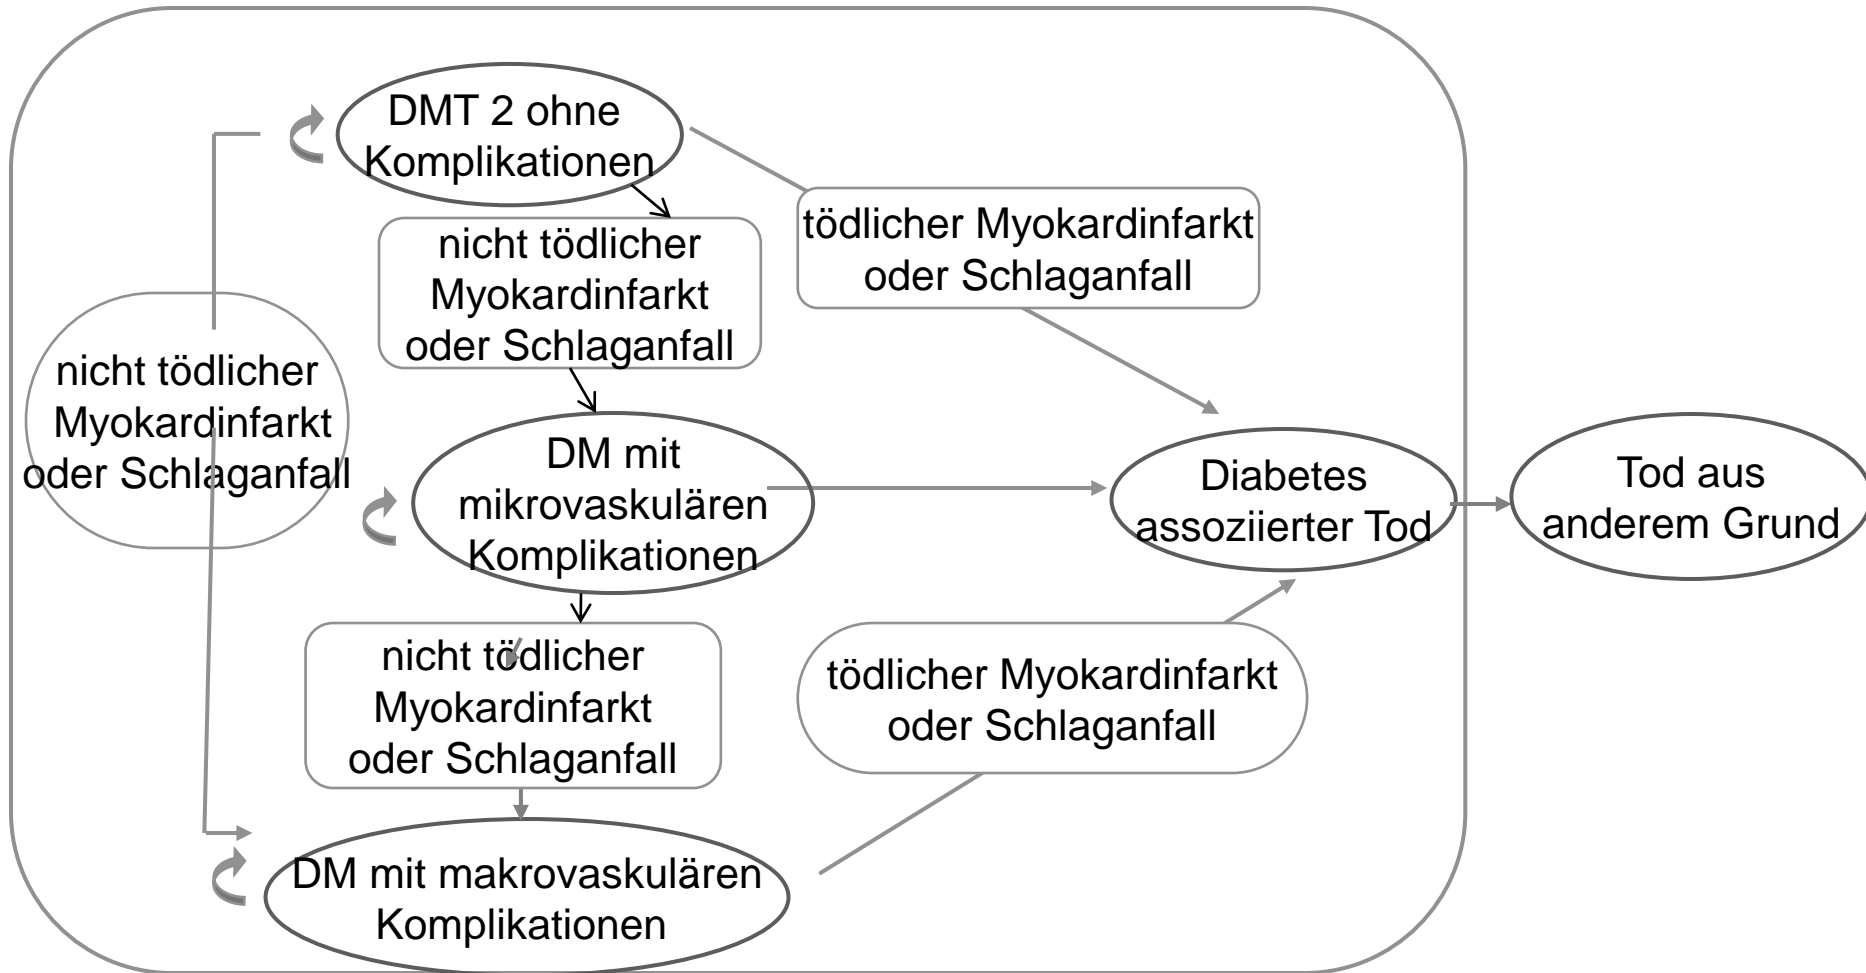 DMT 2 ohne
Komplikationen
nicht tödlicher
Myokardinfarkt
oder Schlaganfall
tödlicher Myokardinfarkt
oder Schlaganfall
nicht tödlicher
Myokardinfarkt
oder Schlaganfall
DM mit
mikrovaskulären
Komplikationen
Diabetes
assoziierter Tod
Tod aus
anderem Grund
nicht tödlicher
Myokardinfarkt
oder Schlaganfall
tödlicher Myokardinfarkt
oder Schlaganfall
DM mit makrovaskulären
Komplikationen